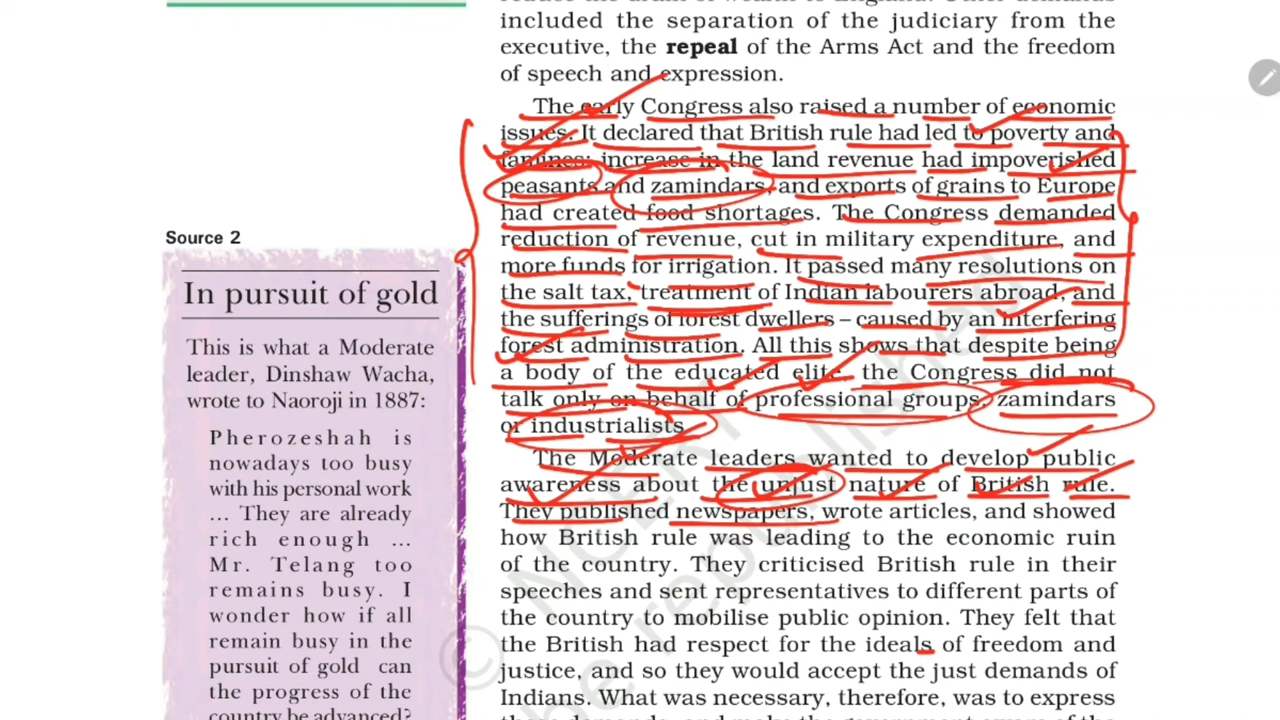 included the separation of the judiciary from the
executive, the repeal of the Arms Act and the freedom
of speech and expression.
The early Congress also raised a number of economic
issues. It declared that British rule had led to poverty and
famines: increase in the land revenue had impoverished
peasants and zamindars, and exports of grains to Europe
had created food shortages. The Congress demanded
reduction of revenue, cut in military expenditure, and
more funds for irrigation. It passed many resolutions on
the salt tax, treatment of Indian labourers abroad, and
the sufferings of forest dwellers – caused by an interfering
forest administration. All this shows that despite being
a body of the educated elite, the Congress did not
talk only on behalf of professional groups, zamindars
or industrialists.
The Moderate leaders wanted to develop public
awareness about the unjust nature of British rule.
They published newspapers, wrote articles, and showed
how British rule was leading to the economic ruin
of the country. They criticised British rule in their
speeches and sent representatives to different parts of
the country to mobilise public opinion. They felt that
the British had respect for the ideals of freedom and
justice, and so they would accept the just demands of
Indians. What was necessary, therefore, was to express
Source 2
In pursuit of gold
This is what a Moderate
leader, Dinshaw Wacha,
wrote to Naoroji in 1887:
Pherozeshah is
nowadays too busy
with his personal work
... They are already
rich enough ...
Mr. Telang too
remains busy. I
wonder how if all
remain busy in the
pursuit of gold can
the progress of the
country be advanced?